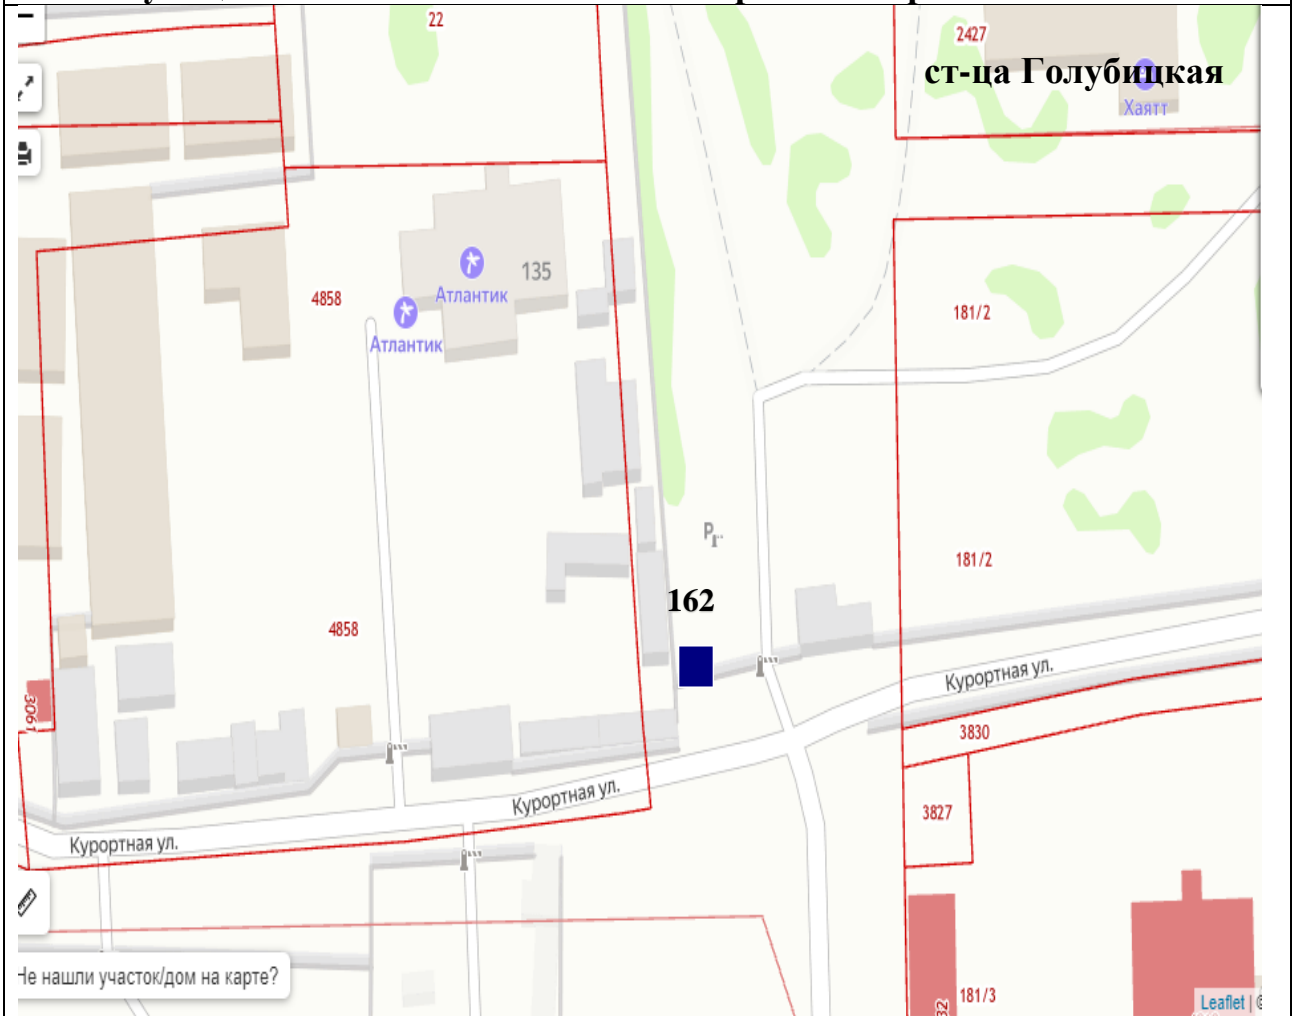 22
2427
ст-ца Голубицкая
Хаятт
135
Атлантик
4858
181/2
Атлантик
P...
181/2
162
4858
Курортная ул.
3061
3830
Курортная ул.
3827
Курортная ул.
Не нашли участок/дом на карте?
181/3
32
Leaflet | ©